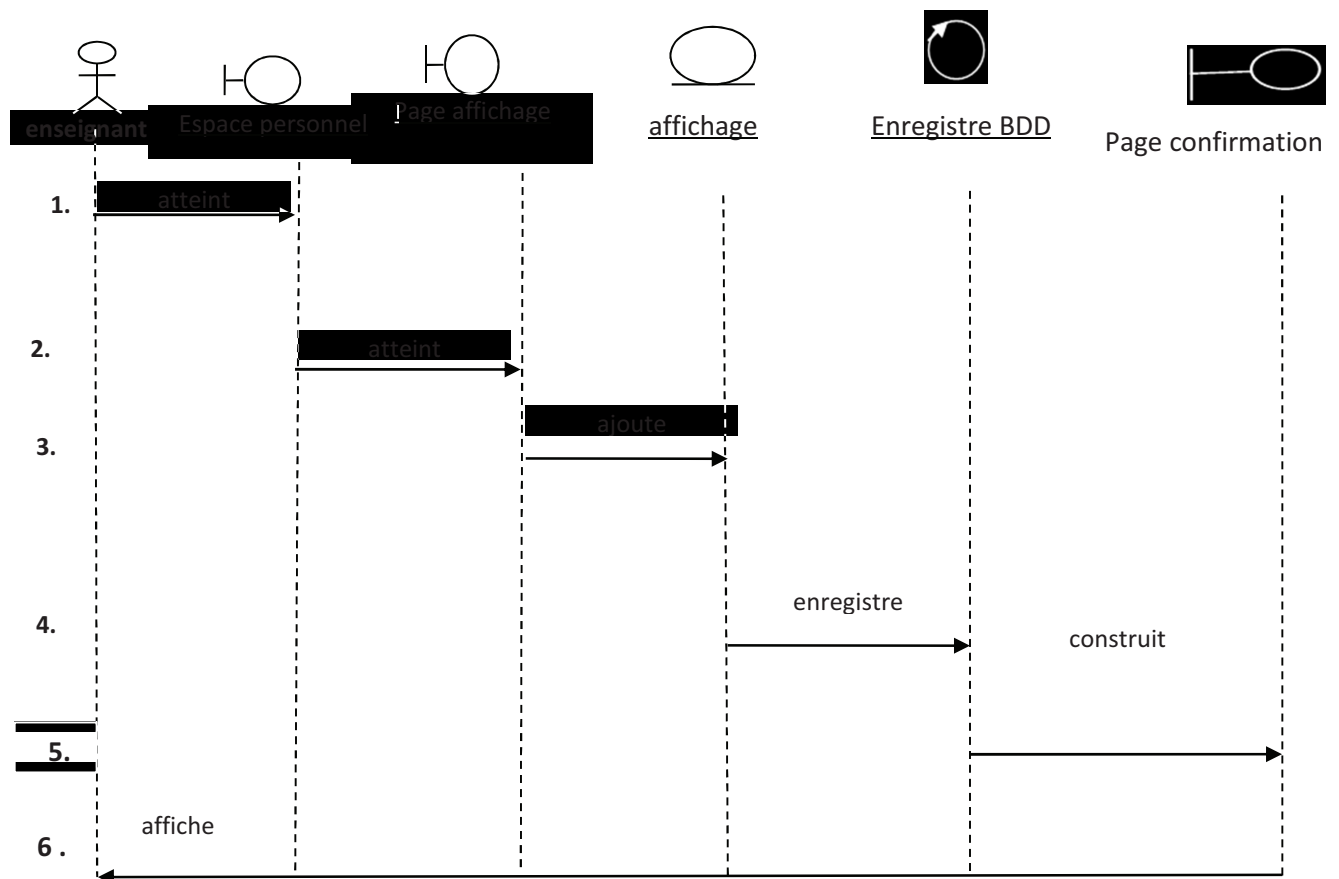 enseignant
Espace personnel
Page affichage
affichage
Enregistre BDD
Page confirmation
1.
atteint
2.
atteint
3.
ajoute
4.
enregistre
construit
5.
affiche
6 .